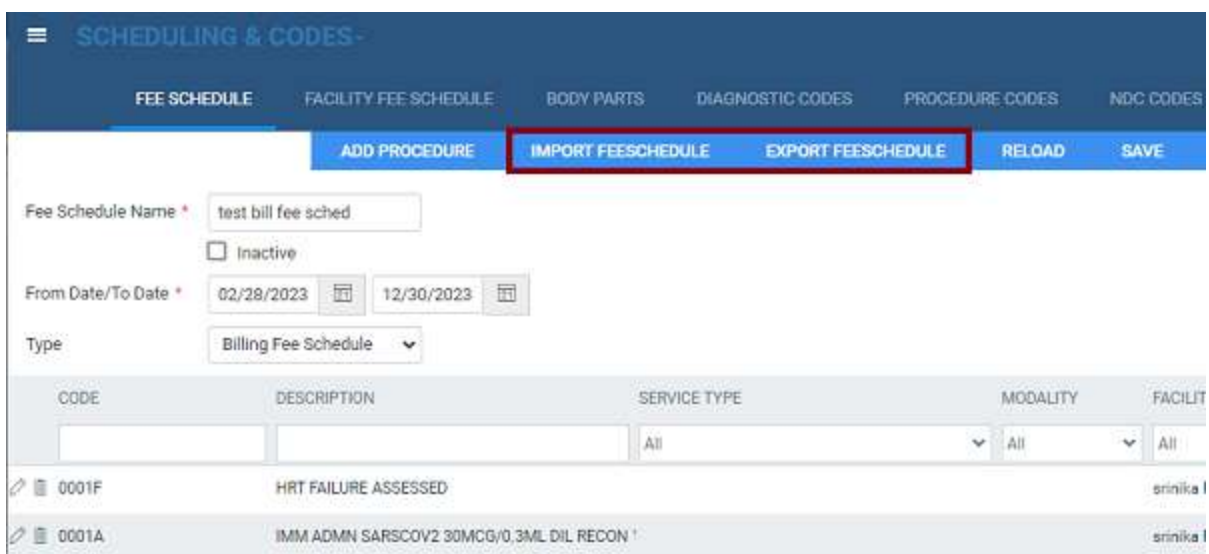 SCHEDULING & CODES-
FEE SCHEDULE FACILITY FEE SCHEDULE BODY PARTS DIAGNOSTIC CODES PROCEDURE CODES NDC CODES
ADD PROCEDURE IMPORT FEESCHEDULE EXPORT FEESCHEDULE RELOAD SAVE
Fee Schedule Name * test bill fee sched
Inactive
From Date/To Date * 02/28/2023 12/30/2023
Type Billing Fee Schedule
CODE DESCRIPTION SERVICE TYPE MODALITY FACILIT
All All All
0001F HRT FAILURE ASSESSED srinika
0001A IMM ADMN SARSCOV2 30MCG/0.3ML DIL RECON srinika